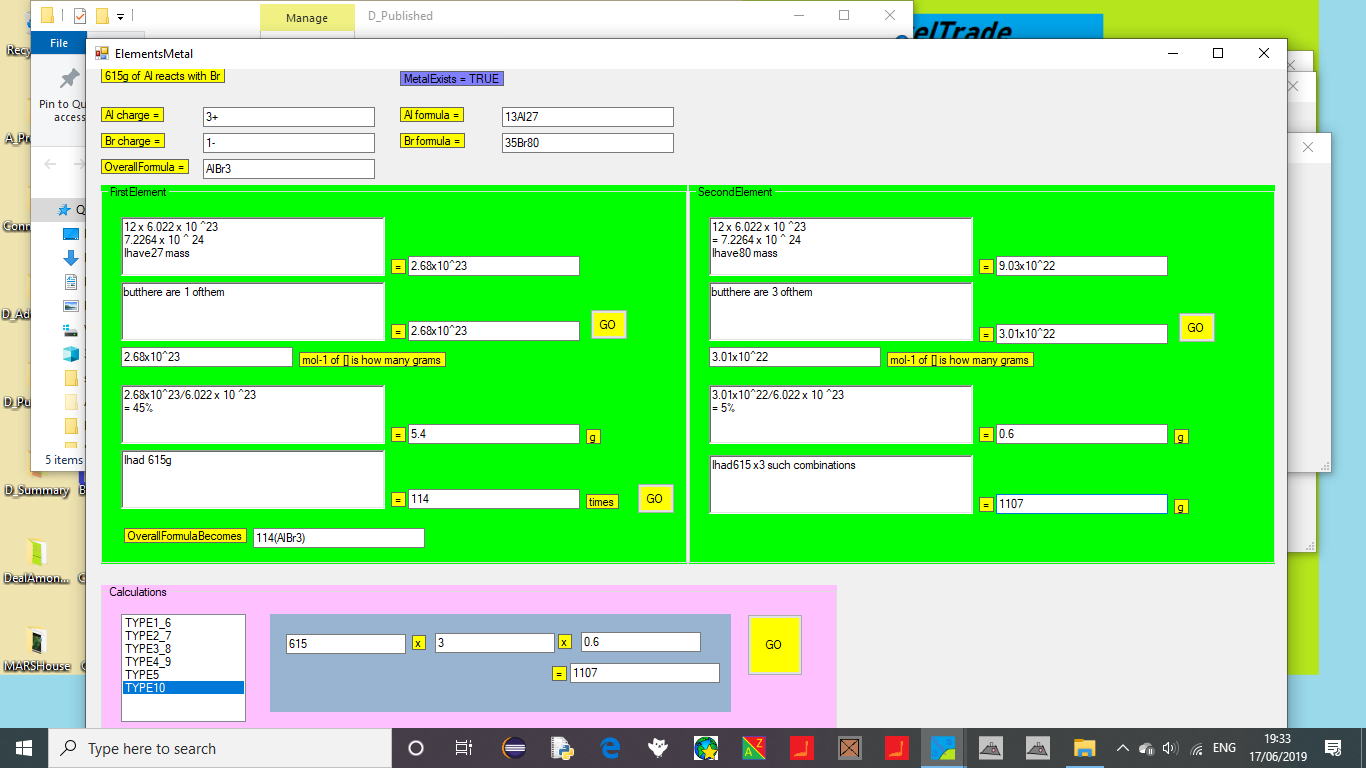 Manage
D_Published
File
ElementsMetal
Pin to Qu
access
5 items
615g of Al reacts with Br
MetalExists = TRUE
Al charge =
3+
Al formula =
13Al27
Br charge =
1-
Br formula =
35Br80
OverallFormula =
AlBr3
FirstElement
12 x 6.022 x 10 ^23
7.2264 x 10 ^ 24
Ihave27 mass
=
2.68x10^23
butthere are 1 ofthem
=
2.68x10^23
GO
2.68x10^23
mol-1 of [] is how many grams
2.68x10^23/6.022 x 10 ^23
= 45%
=
5.4
g
Ihad 615g
=
114
times
GO
OverallFormulaBecomes
114(AlBr3)
SecondElement
12 x 6.022 x 10 ^23
= 7.2264 x 10 ^ 24
Ihave80 mass
=
9.03x10^22
butthere are 3 ofthem
=
3.01x10^22
GO
3.01x10^22
mol-1 of [] is how many grams
3.01x10^22/6.022 x 10 ^23
= 5%
=
0.6
g
Ihad615 x3 such combinations
=
1107
g
Calculations
TYPE1_6
TYPE2_7
TYPE3_8
TYPE4_9
TYPE5
TYPE10
615
x
3
x
0.6
=
1107
GO
D_Summary
DealAmon...
MARSHouse
Type here to search
ENG
19:33
17/06/2019